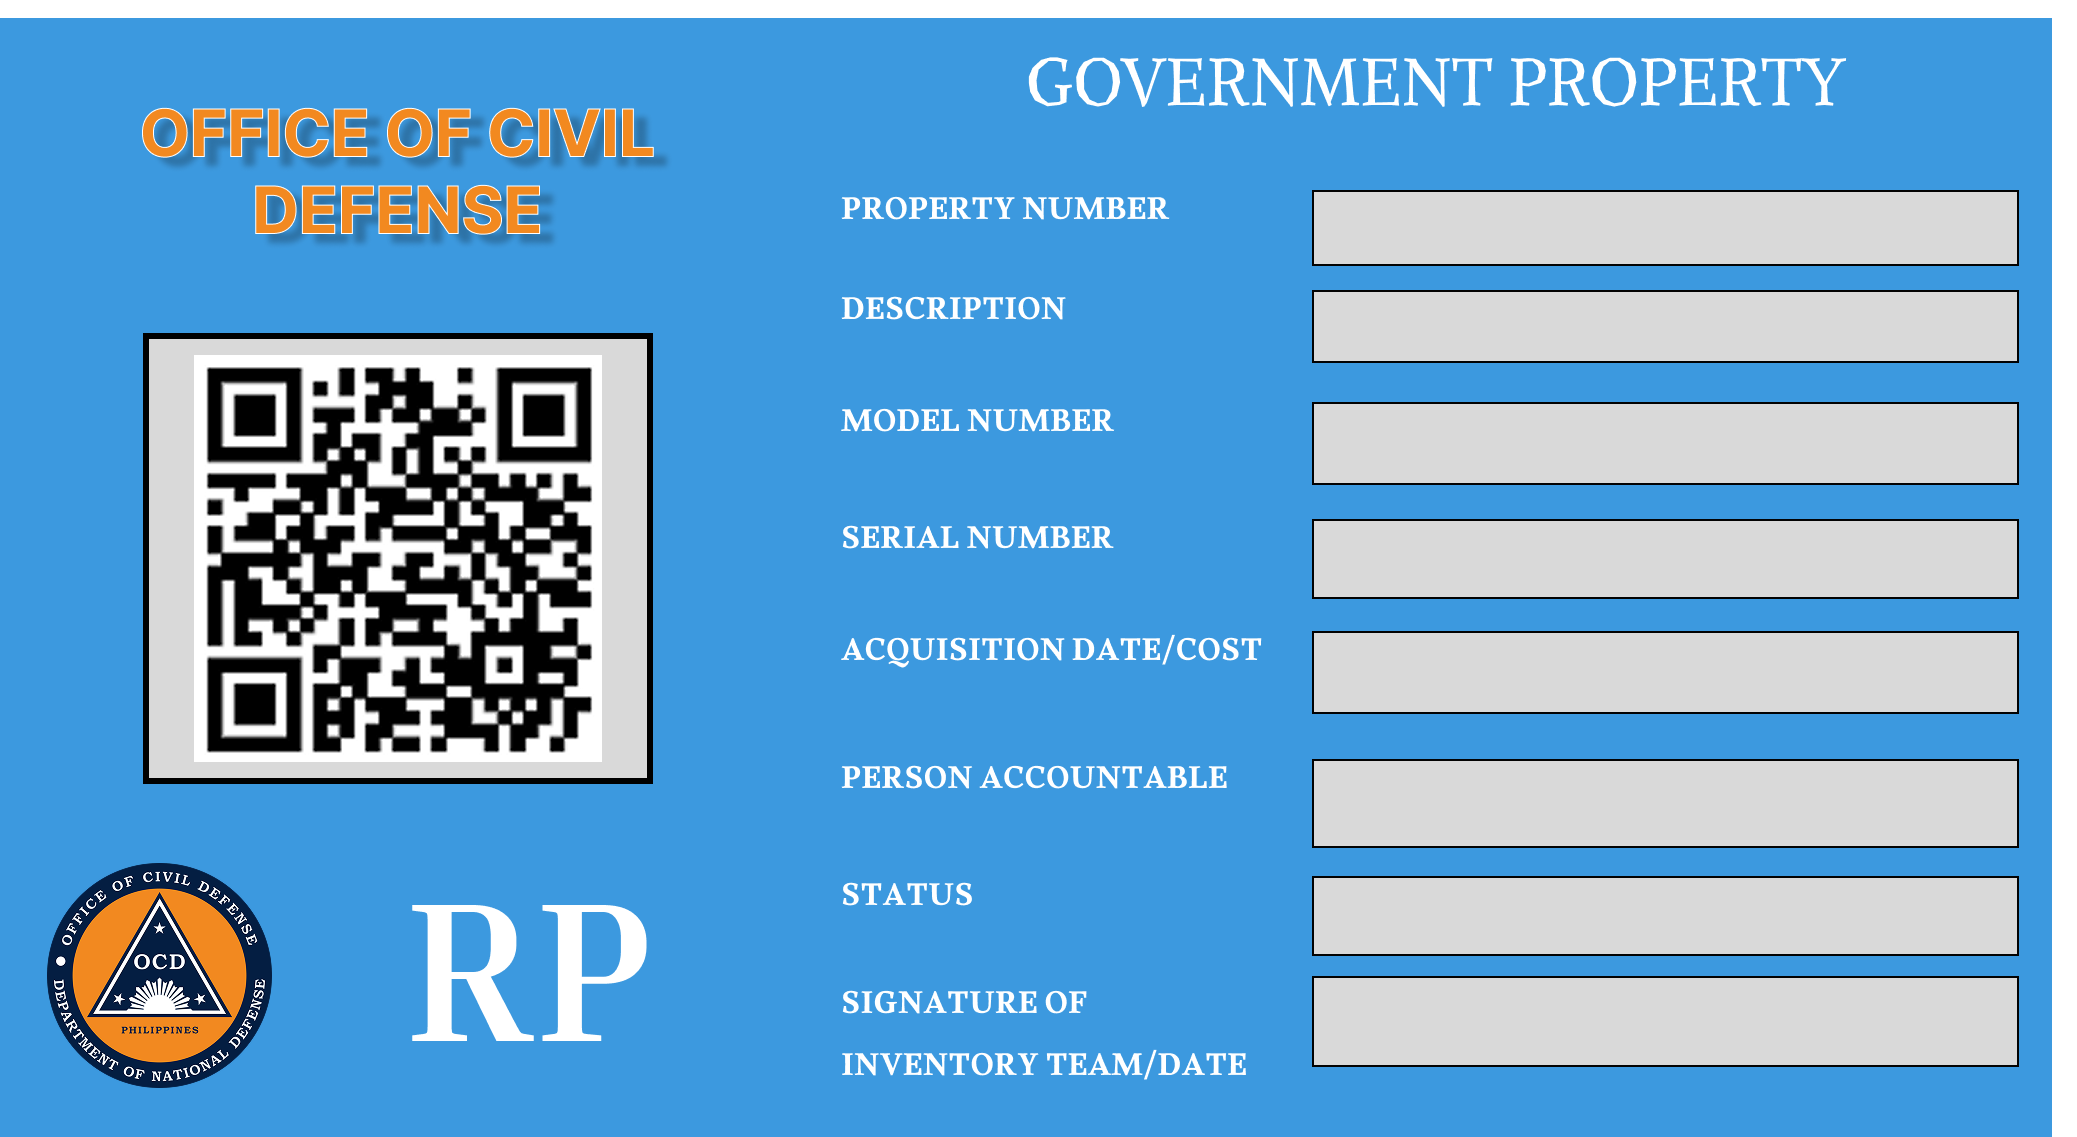 OFFICE OF CIVIL
DEFENSE
OFFICE OF CIVIL DEFENSE
OCD
PHILIPPINES
DEPARTMENT OF NATIONAL DEFENSE
RP
GOVERNMENT PROPERTY
PROPERTY NUMBER
DESCRIPTION
MODEL NUMBER
SERIAL NUMBER
ACQUISITION DATE/COST
PERSON ACCOUNTABLE
STATUS
SIGNATURE OF
INVENTORY TEAM/DATE